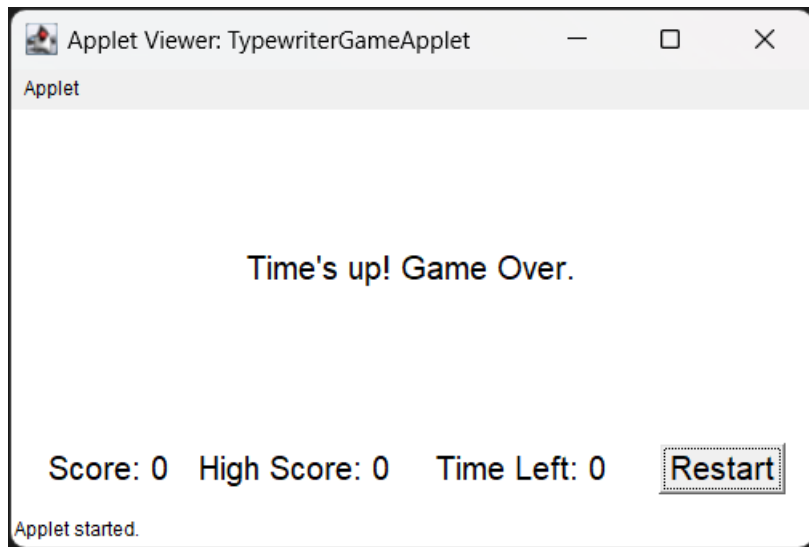 Applet Viewer: TypewriterGameApplet
Applet
Time's up! Game Over.
Score: 0 High Score: 0 Time Left: 0 Restart
Applet started.